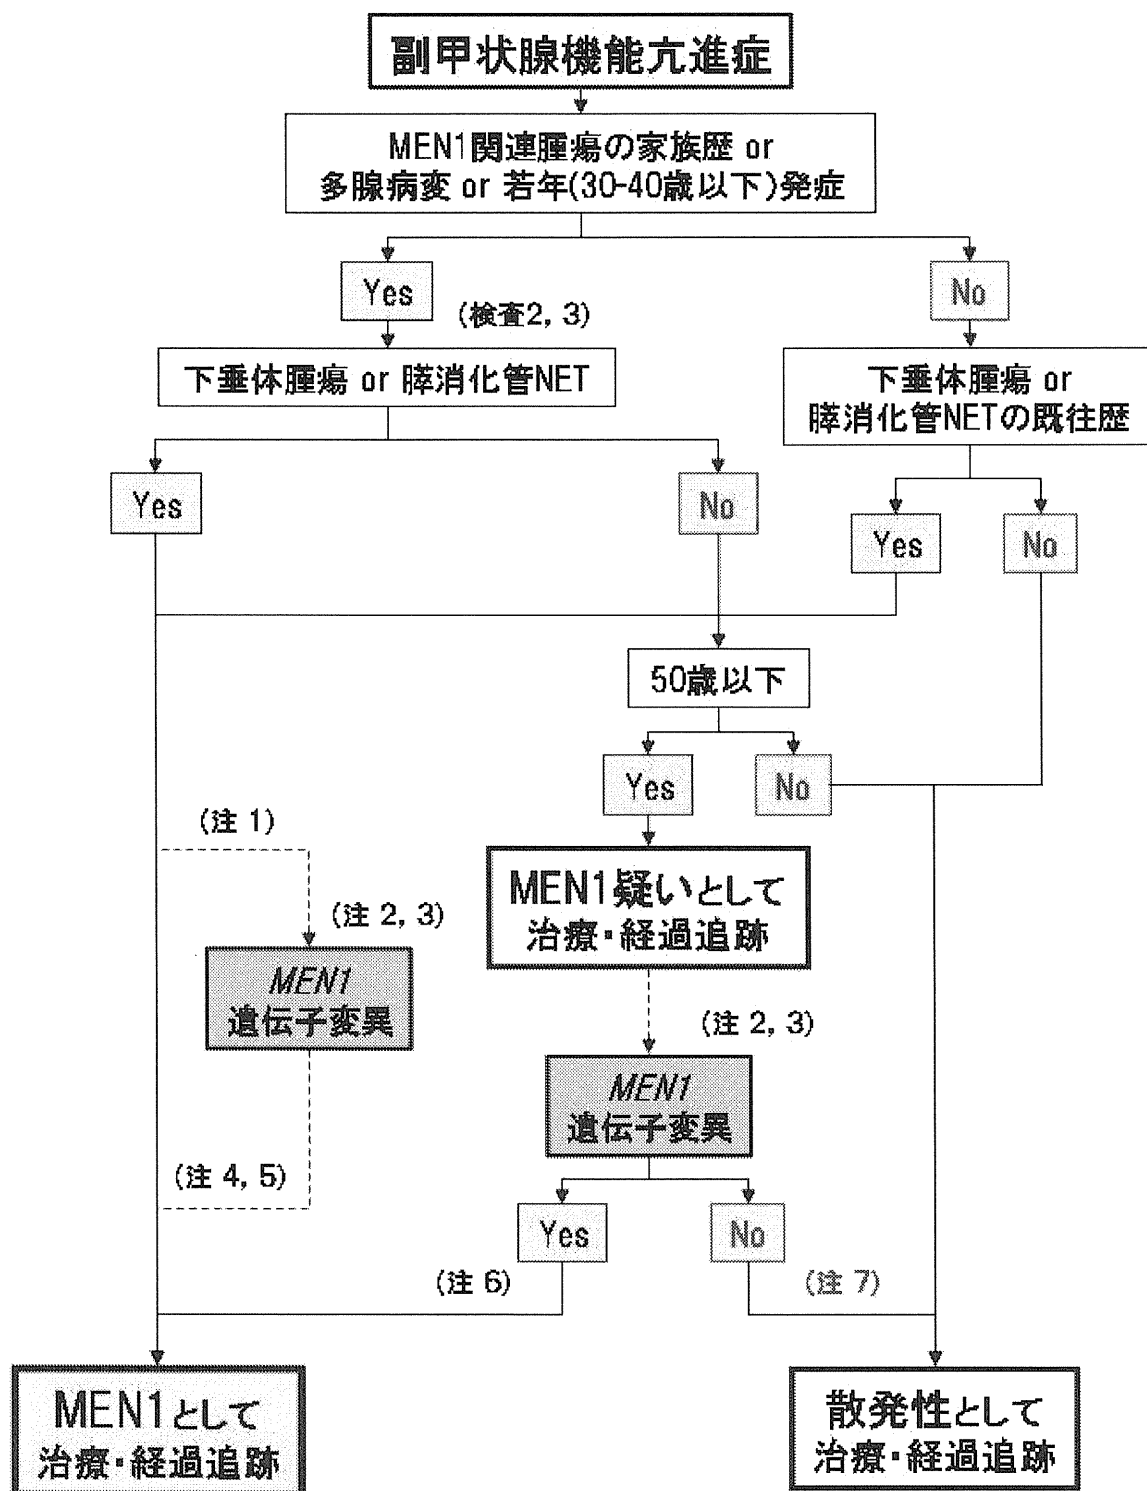 副甲状腺機能亢進症
MEN1関連腫瘍の家族歴 or
多腺病変 or 若年(30-40歳以下)発症
Yes
No
(検査2, 3)
下垂体腫瘍 or 膵消化管NET
下垂体腫瘍 or
膵消化管NETの既往歴
Yes
No
Yes
No
50歳以下
Yes
No
(注 1)
MEN1疑いとして
治療・経過追跡
(注 2, 3)
MEN1
遺伝子変異
(注 2, 3)
MEN1
遺伝子変異
(注 4, 5)
Yes
No
(注 6)
(注 7)
MEN1として
治療・経過追跡
散発性として
治療・経過追跡